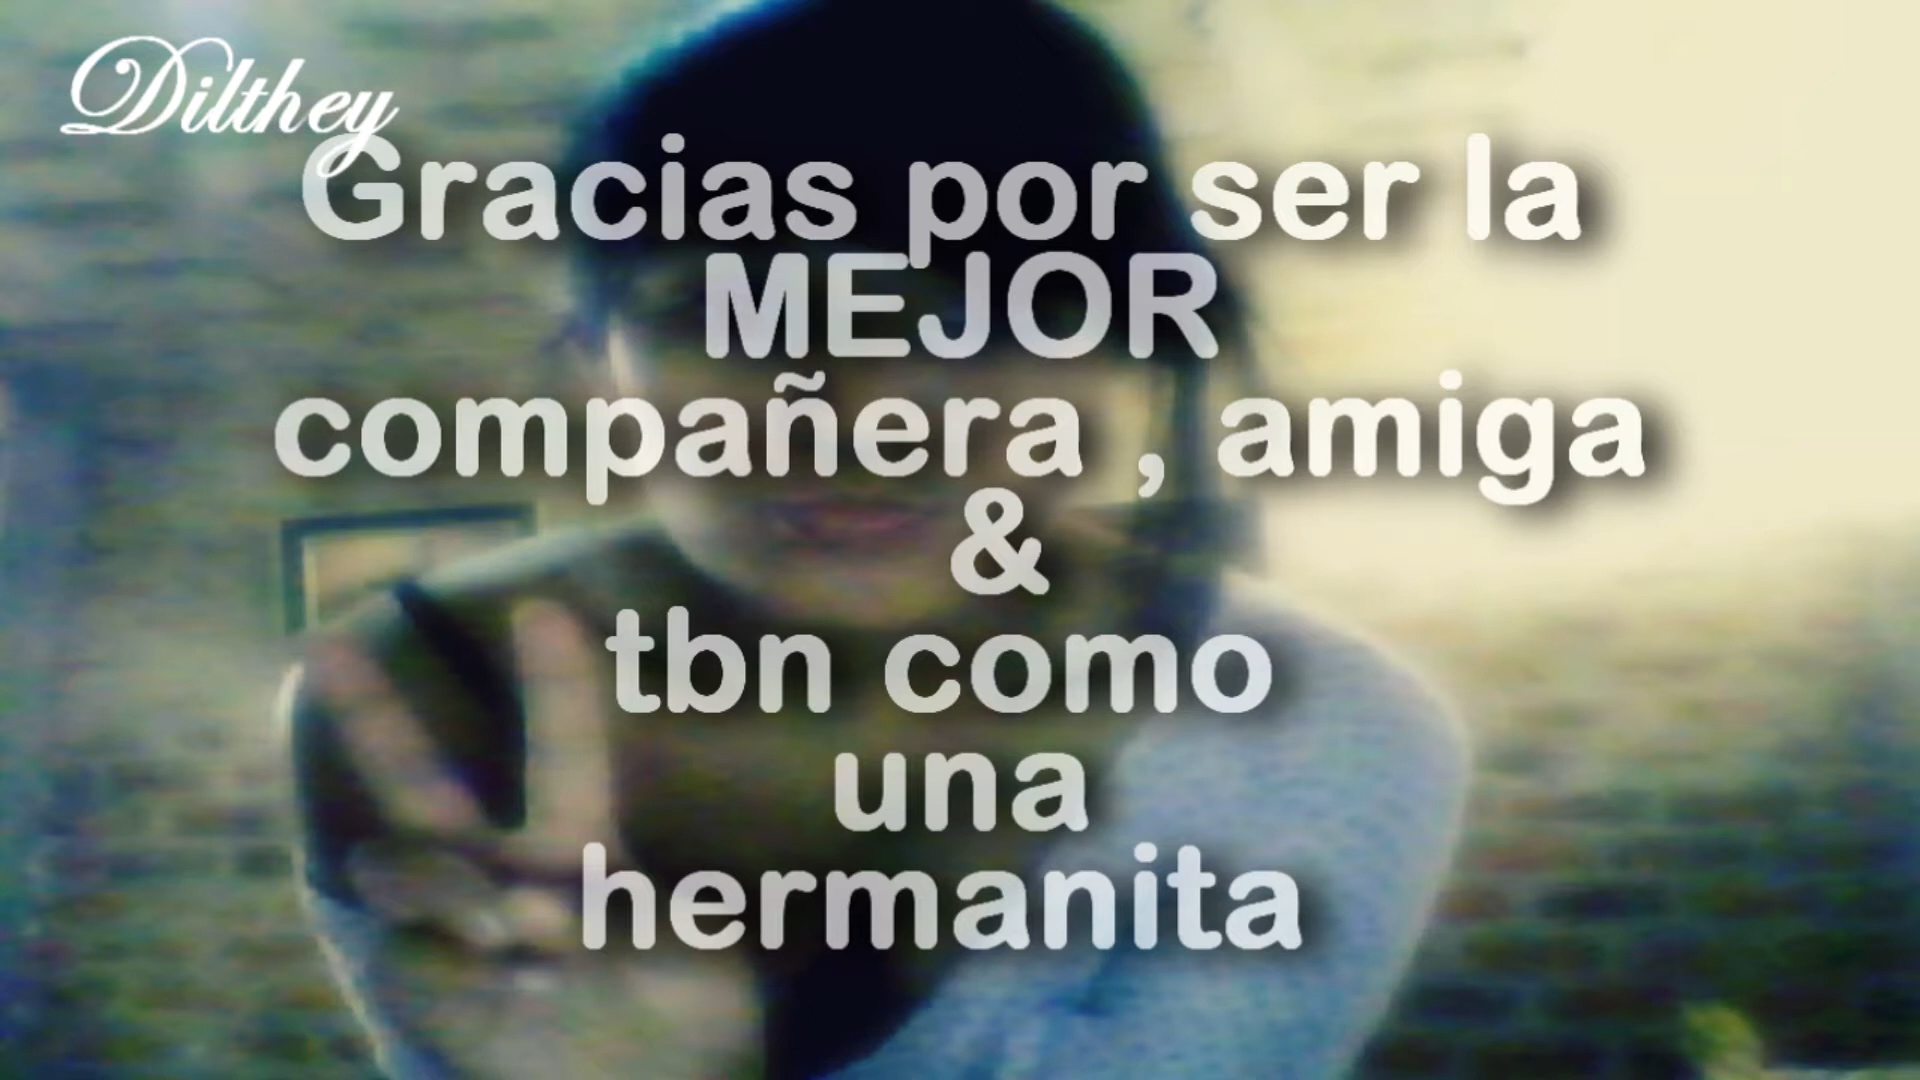 Dilthey
Gracias por ser la
MEJOR
compañera , amiga
&
tbn como
una
hermanita